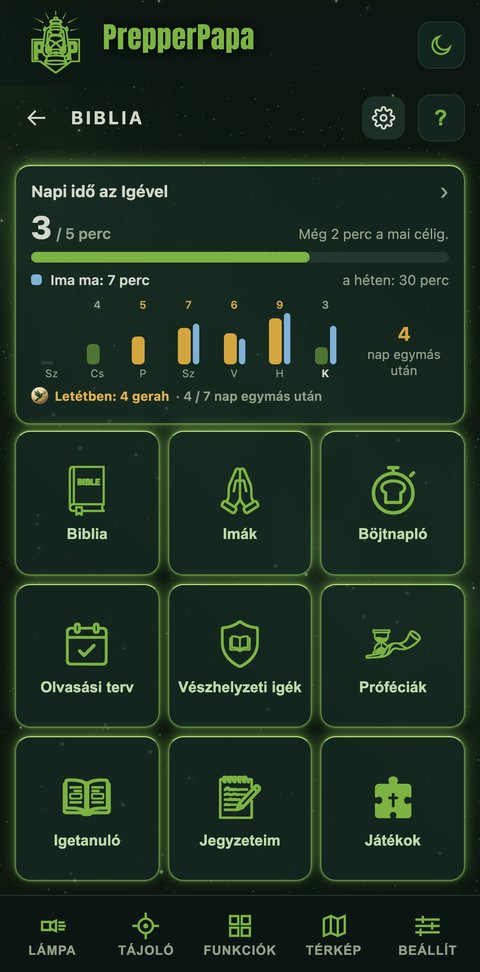 PrepperPapa
BIBLIA
?
Napi idő az Igével
3 / 5 perc
Még 2 perc a mai célig.
Ima ma: 7 perc
a héten: 30 perc
4 5 7 6 9 3
Sz Cs P Sz V H K
4
nap egymás
után
Letétben: 4 gerah · 4 / 7 nap egymás után
BIBLE
Biblia
Imák
Böjtnapló
Olvasási terv
Vészhelyzeti igék
Próféciák
Igetanuló
Jegyzeteim
Játékok
LÁMPA
TÁJOLÓ
FUNKCIÓK
TÉRKÉP
BEÁLLÍT